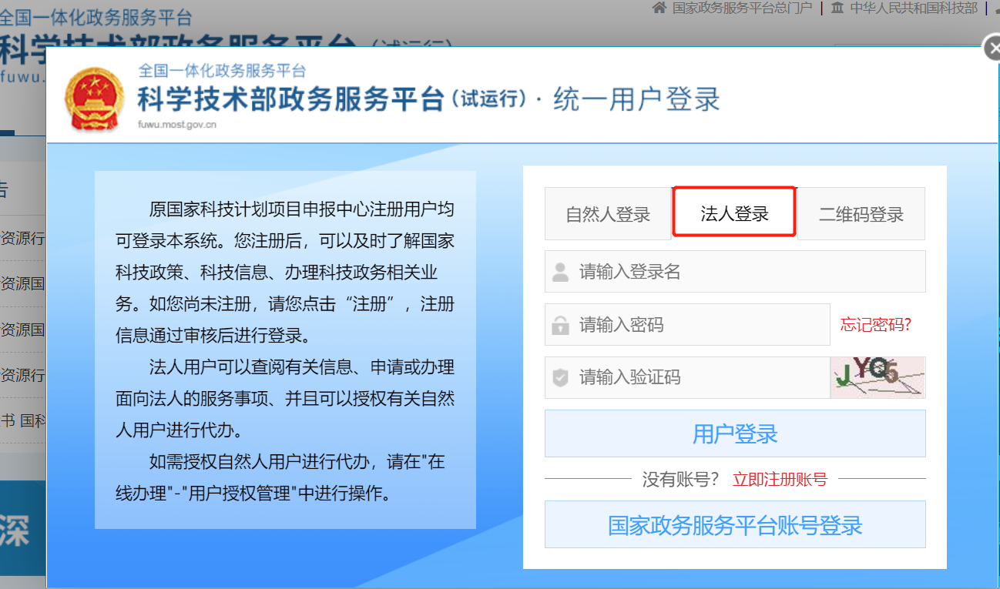 全国一体化政务服务平台
国家政务服务平台总门户
中华人民共和国科技部
科学技术部政务服务平台(试运行)
fuwu.
全国一体化政务服务平台
科学技术部政务服务平台(试运行)·统一用户登录
fuwu.most.gov.cn
告
资源行
资源国
资源国
资源行
书 国科
深
原国家科技计划项目申报中心注册用户均
可登录本系统。您注册后，可以及时了解国家
科技政策、科技信息、办理科技政务相关业
务。如您尚未注册，请您点击“注册”，注册
信息通过审核后进行登录。
法人用户可以查阅有关信息、申请或办理
面向法人的服务事项、并且可以授权有关自然
人用户进行代办。
如需授权自然人用户进行代办，请在"在
线办理"-"用户授权管理"中进行操作。
自然人登录
法人登录
二维码登录
请输入登录名
请输入密码
忘记密码?
请输入验证码
JYQ5
用户登录
没有账号? 立即注册账号
国家政务服务平台账号登录